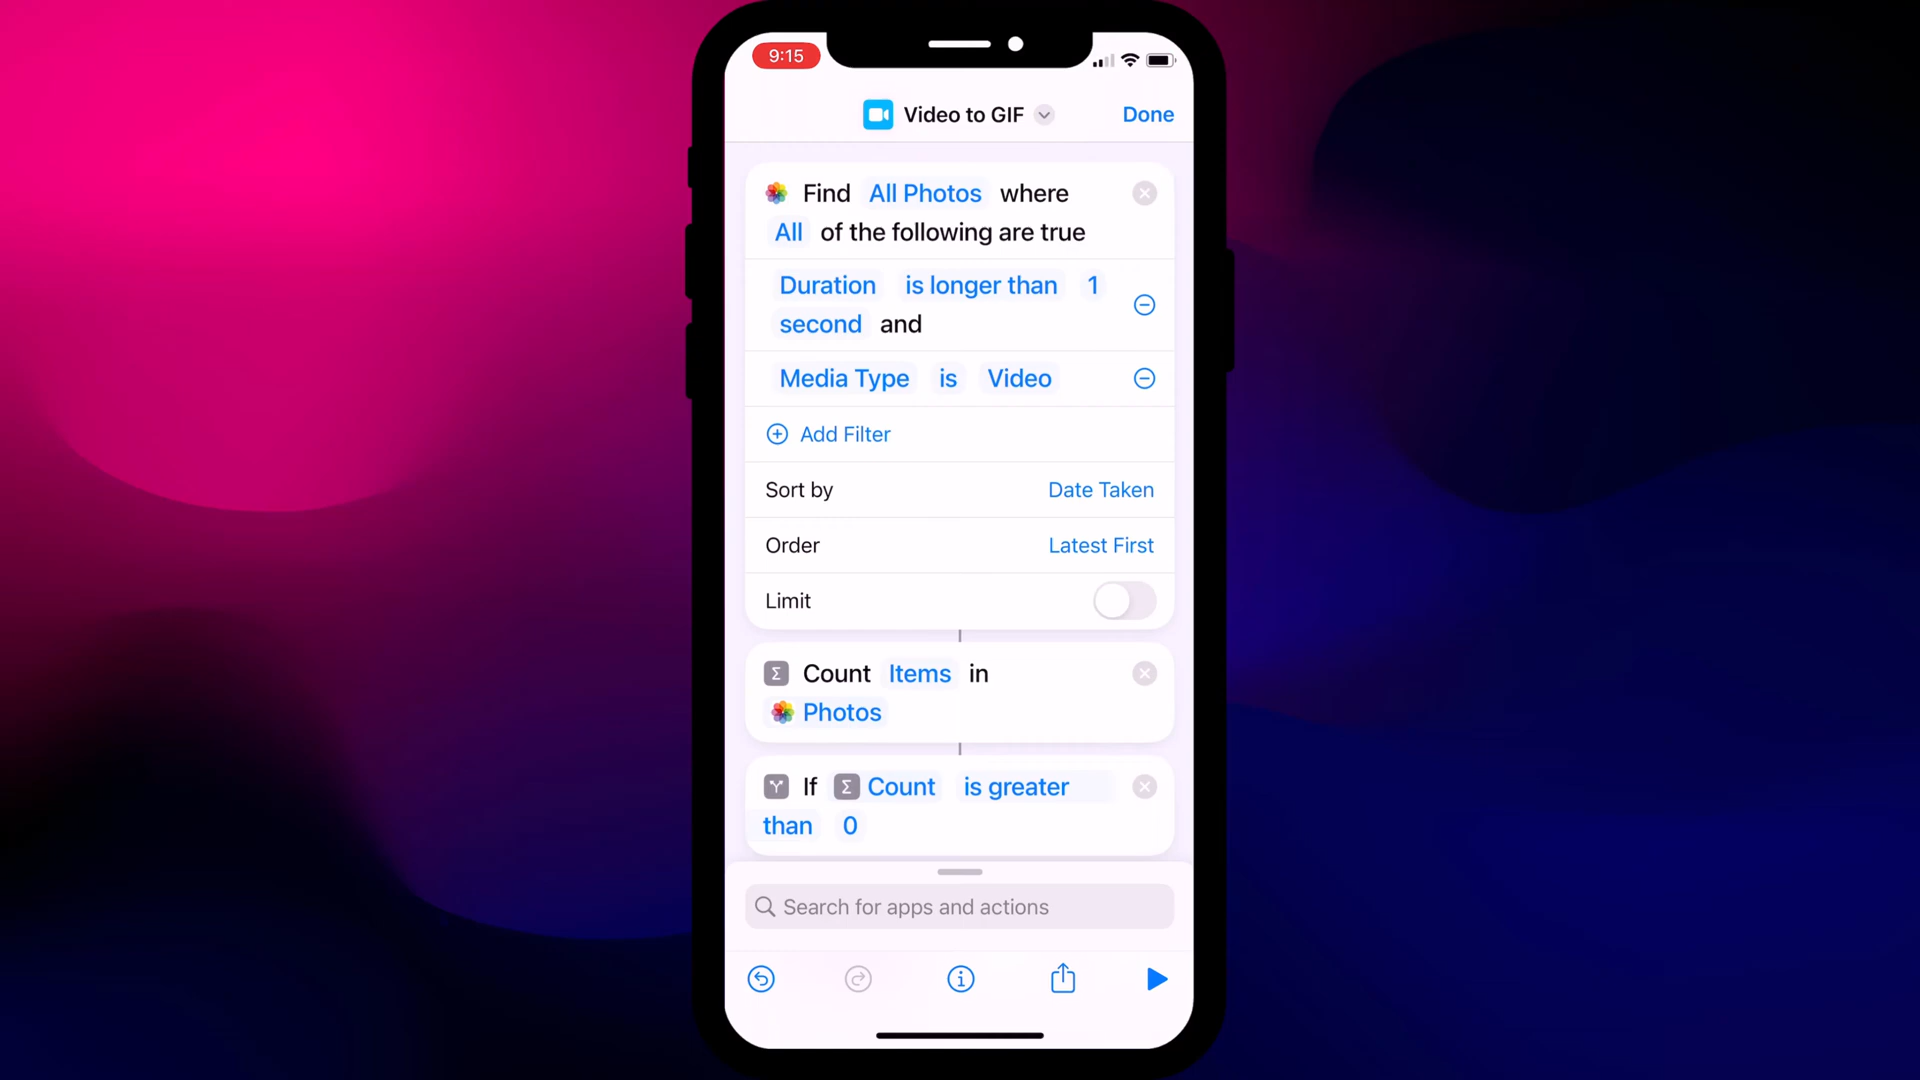 9:15
Video to GIF
Done
Find All Photos where
All of the following are true
Duration is longer than 1
second and
Media Type is Video
Add Filter
Sort by Date Taken
Order Latest First
Limit
Count Items in
Photos
If Count is greater
than 0
Search for apps and actions